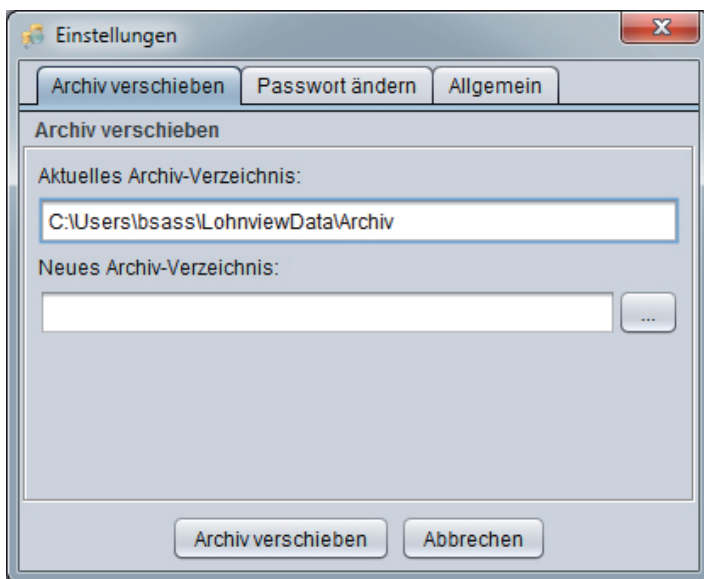 Einstellungen
Archiv verschieben Passwort ändern Allgemein
Archiv verschieben
Aktuelles Archiv-Verzeichnis:
C:\Users\bsass\LohnviewData\Archiv
Neues Archiv-Verzeichnis:
...
Archiv verschieben Abbrechen